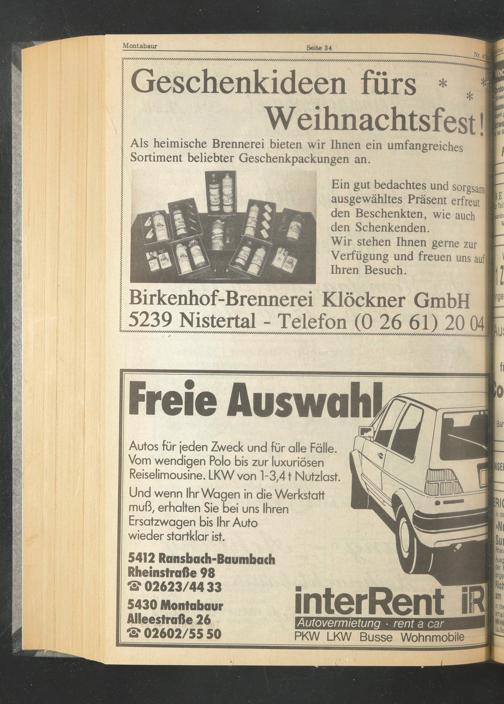 Montabaur
Seite 34
Geschenkideen fürs * * *
Weihnachtsfest!
Als heimische Brennerei bieten wir Ihnen ein umfangreiches
Sortiment beliebter Geschenkpackungen an.
Ein gut bedachtes und sorgsam
ausgewähltes Präsent erfreut
den Beschenkten, wie auch
den Schenkenden.
Wir stehen Ihnen gerne zur
Verfügung und freuen uns auf
Ihren Besuch.
Birkenhof-Brennerei Klöckner GmbH
5239 Nistertal - Telefon (0 26 61) 20 04
Freie Auswahl
Autos für jeden Zweck und für alle Fälle.
Vom wendigen Polo bis zur luxuriösen
Reiselimousine. LKW von 1-3,4 t Nutzlast.
Und wenn Ihr Wagen in die Werkstatt
muß, erhalten Sie bei uns Ihren
Ersatzwagen bis Ihr Auto
wieder startklar ist.
5412 Ransbach-Baumbach
Rheinstraße 98
☎ 02623/44 33
5430 Montabaur
Alleestraße 26
☎ 02602/55 50
interRent iR
Autovermietung · rent a car
PKW LKW Busse Wohnmobile